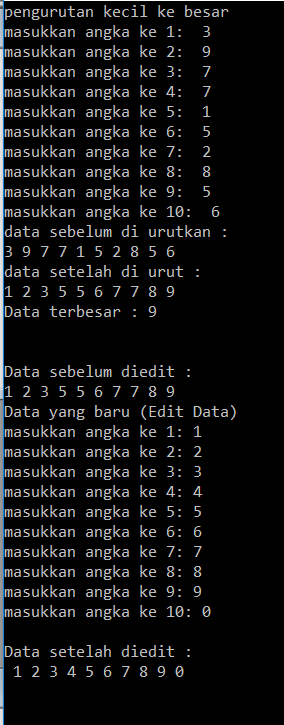 pengurutan kecil ke besar
masukkan angka ke 1:  3
masukkan angka ke 2:  9
masukkan angka ke 3:  7
masukkan angka ke 4:  7
masukkan angka ke 5:  1
masukkan angka ke 6:  5
masukkan angka ke 7:  2
masukkan angka ke 8:  8
masukkan angka ke 9:  5
masukkan angka ke 10:  6
data sebelum di urutkan :
3 9 7 7 1 5 2 8 5 6
data setelah di urut :
1 2 3 5 5 6 7 7 8 9
Data terbesar : 9
Data sebelum diedit :
1 2 3 5 5 6 7 7 8 9
Data yang baru (Edit Data)
masukkan angka ke 1: 1
masukkan angka ke 2: 2
masukkan angka ke 3: 3
masukkan angka ke 4: 4
masukkan angka ke 5: 5
masukkan angka ke 6: 6
masukkan angka ke 7: 7
masukkan angka ke 8: 8
masukkan angka ke 9: 9
masukkan angka ke 10: 0
Data setelah diedit :
1 2 3 4 5 6 7 8 9 0